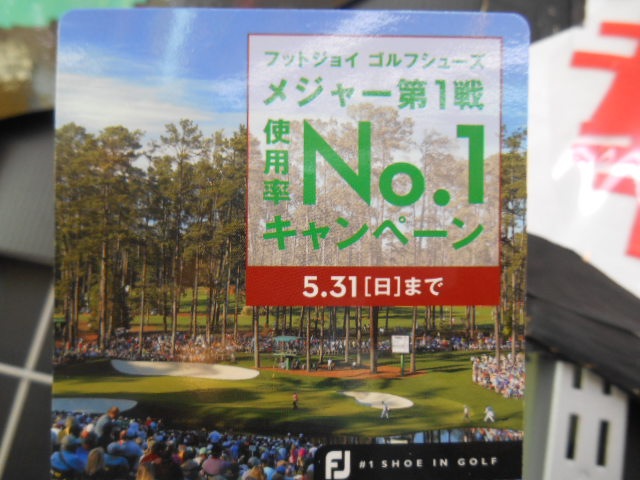 フットジョイ ゴルフシューズ
メジャー第1戦
使用率
No.1
キャンペーン
5.31[日]まで
FJ #1 SHOE IN GOLF